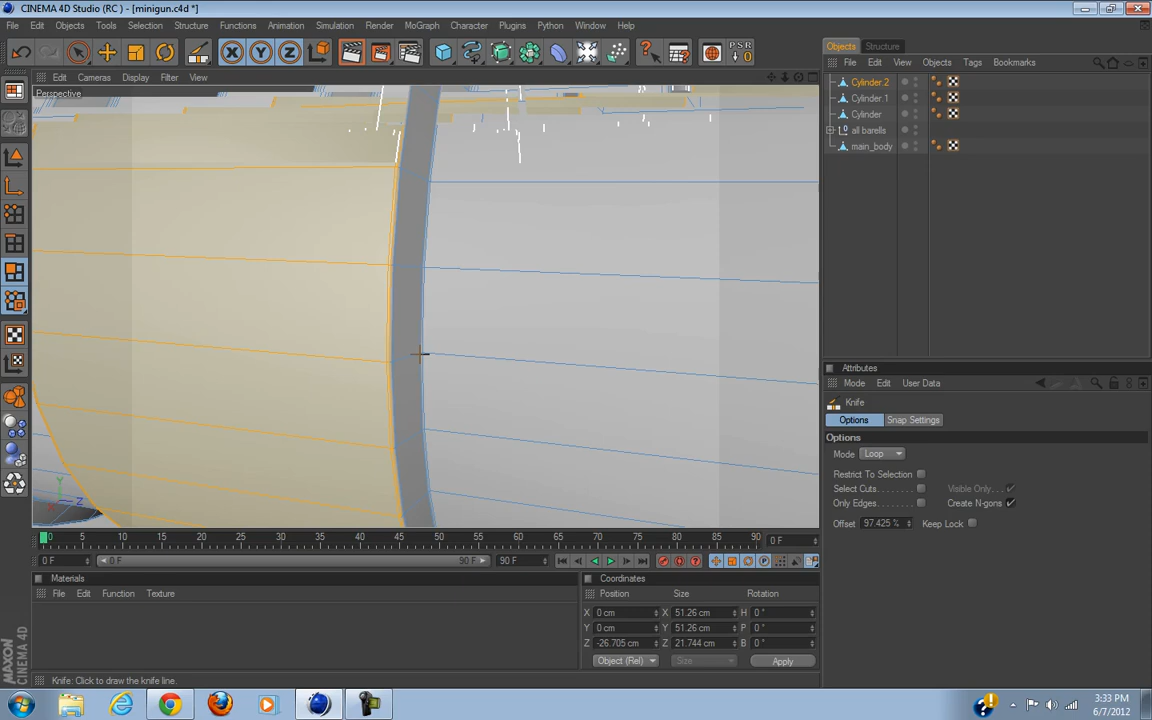 CINEMA 4D Studio (RC ) - [minigun.c4d *]
File Edit Objects Tools Selection Structure Functions Animation Simulation Render MoGraph Character Plugins Python Window Help
X Y Z PSR 0
Edit Cameras Display Filter View
Perspective
Objects Structure
File Edit View Objects Tags Bookmarks
Cylinder.2
Cylinder.1
Cylinder
all barells
main_body
Attributes
Mode Edit User Data
Knife
Options Snap Settings
Options
Mode Loop
Restrict To Selection
Select Cuts Visible Only
Only Edges Create N-gons
Offset 97.425 % Keep Lock
Y
Z
X
0 5 10 15 20 25 30 35 40 45 50 55 60 65 70 75 80 85 90 0 F
0 F 0 F 90 F 90 F
Materials
File Edit Function Texture
Coordinates
Position Size Rotation
X 0 cm X 51.26 cm H 0 °
Y 0 cm Y 51.26 cm P 0 °
Z -26.705 cm Z 21.744 cm B 0 °
Object (Rel) Size Apply
MAXON CINEMA 4D
Knife: Click to draw the knife line.
3:33 PM
6/7/2012